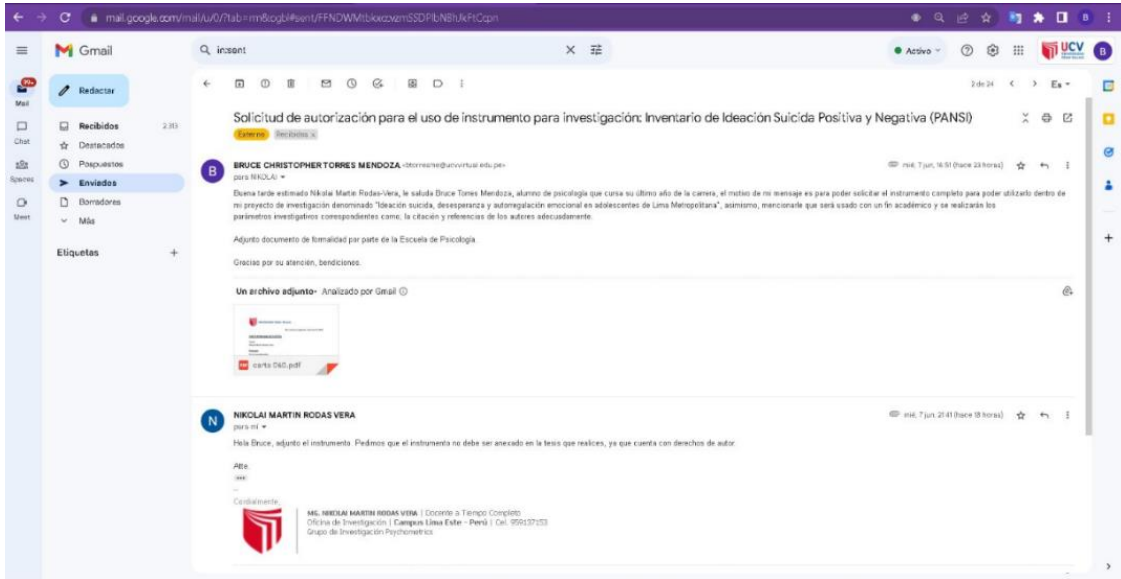 mail.google.com/mail/u/0/?tab=rm&ogbl#sent/
Gmail
in:sent
Activo
UCV
B
99+
Mail
Redactar
2 de 24
Es
Recibidos
Chat
Destacados
Solicitud de autorización para el uso de instrumento para investigación: Inventario de Ideación Suicida Positiva y Negativa (PANSI)
Externo
Recibidos x
Pospuestos
Spaces
Enviados
Borradores
Meet
Más
Etiquetas
B
BRUCE CHRISTOPHER TORRES MENDOZA
mié, 7 jun, 16:51 (hace 23 horas)
para NIKOLAI
Buena tarde estimado Nikolai Martin Rodas-Vera, le saluda Bruce Torres Mendoza, alumno de psicología que cursa su último año de la carrera, el motivo de mi mensaje es para poder solicitar el instrumento completo para poder utilizarlo dentro de
mi proyecto de investigación denominado "Ideación suicida, desesperanza y autorregulación emocional en adolescentes de Lima Metropolitana", asimismo, mencionarle que será usado con un fin académico y se realizarán los
parámetros investigativos correspondientes como; la citación y referencias de los autores adecuadamente.
Adjunto documento de formalidad por parte de la Escuela de Psicología.
Gracias por su atención, bendiciones.
Un archivo adjunto• Analizado por Gmail
PDF
N
NIKOLAI MARTIN RODAS VERA
mié, 7 jun, 21:41 (hace 18 horas)
para mí
Hola Bruce, adjunto el instrumento. Pedimos que el instrumento no debe ser anexado en la tesis que realices, ya que cuenta con derechos de autor.
Atte.
--
Cordialmente,
MG. NIKOLAI MARTIN RODAS VERA | Docente a Tiempo Completo
Oficina de Investigación | Campus Lima Este - Perú | Cel. 959137153
Grupo de Investigación Psychometrics